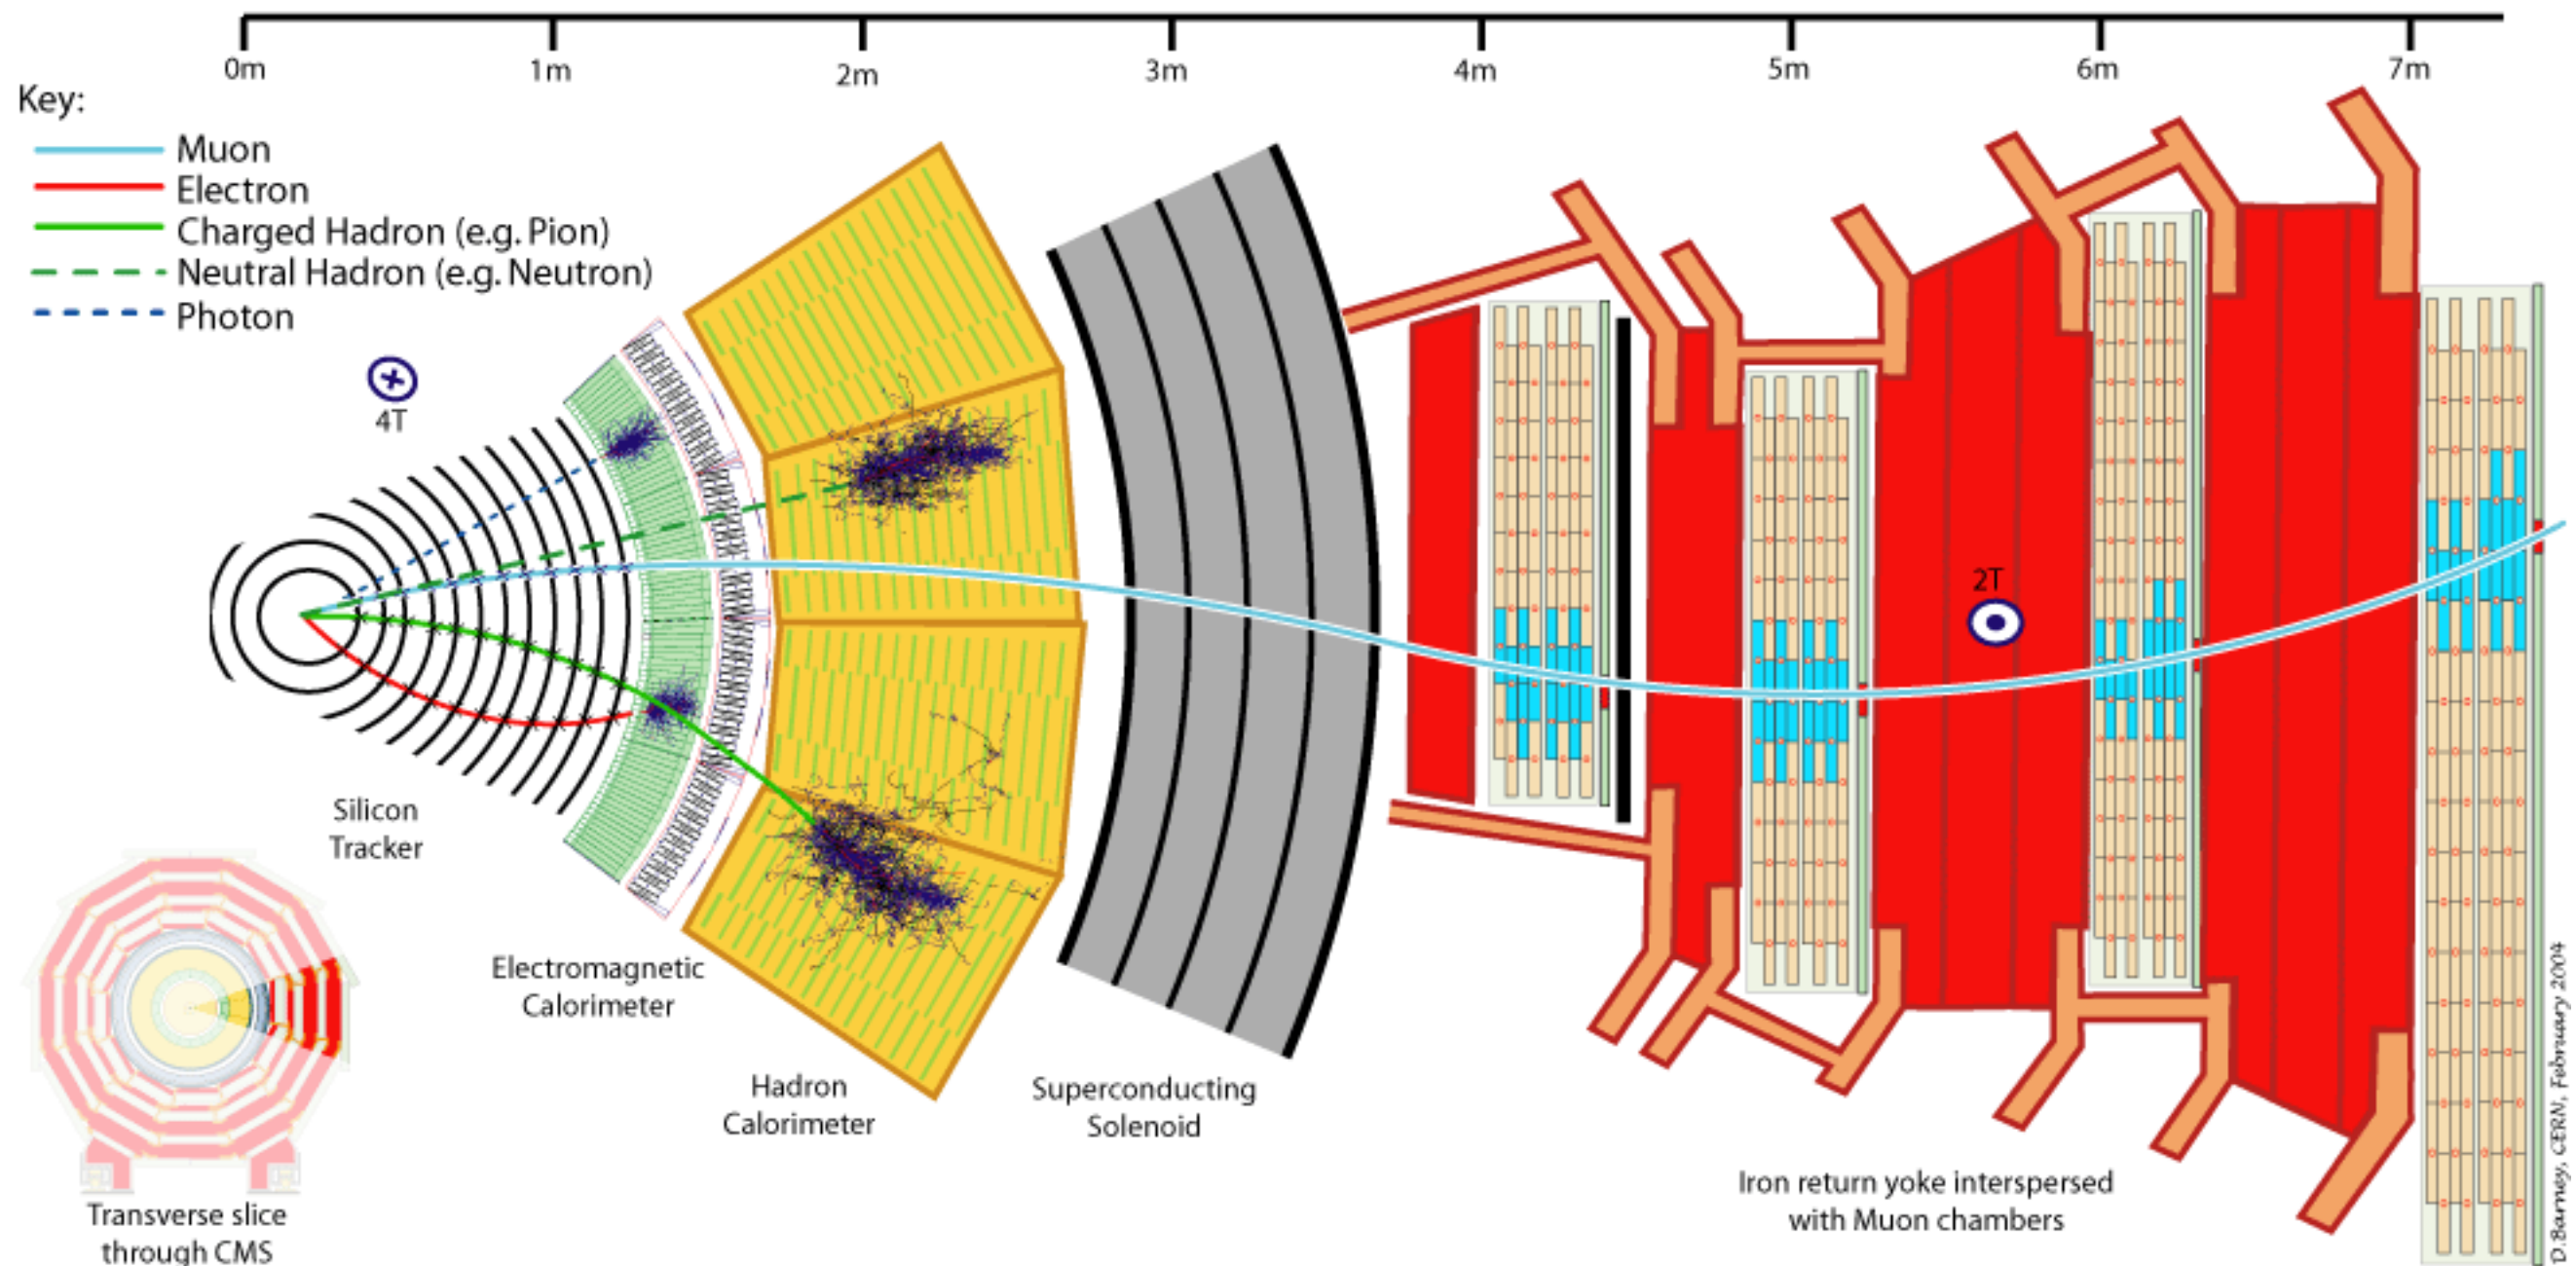 0m 1m 2m 3m 4m 5m 6m 7m
Key:
Muon
Electron
Charged Hadron (e.g. Pion)
Neutral Hadron (e.g. Neutron)
Photon
4T
2T
Silicon
Tracker
Electromagnetic
Calorimeter
Hadron
Calorimeter
Superconducting
Solenoid
Iron return yoke interspersed
with Muon chambers
Transverse slice
through CMS
D.Barney, CERN, February 2004